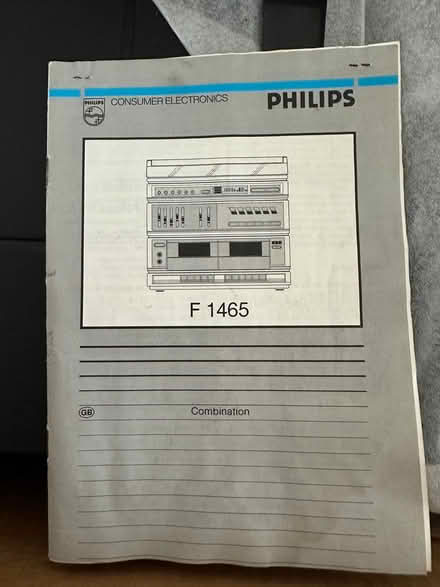 PHILIPS
CONSUMER ELECTRONICS
PHILIPS
F 1465
GB
Combination